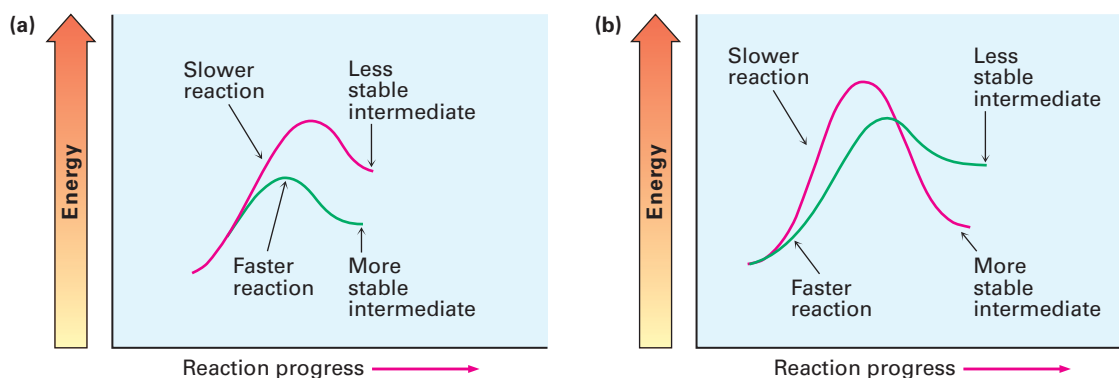 (a)
Energy
Slower
reaction
Less
stable
intermediate
Faster
reaction
More
stable
intermediate
Reaction progress
(b)
Energy
Slower
reaction
Less
stable
intermediate
Faster
reaction
More
stable
intermediate
Reaction progress